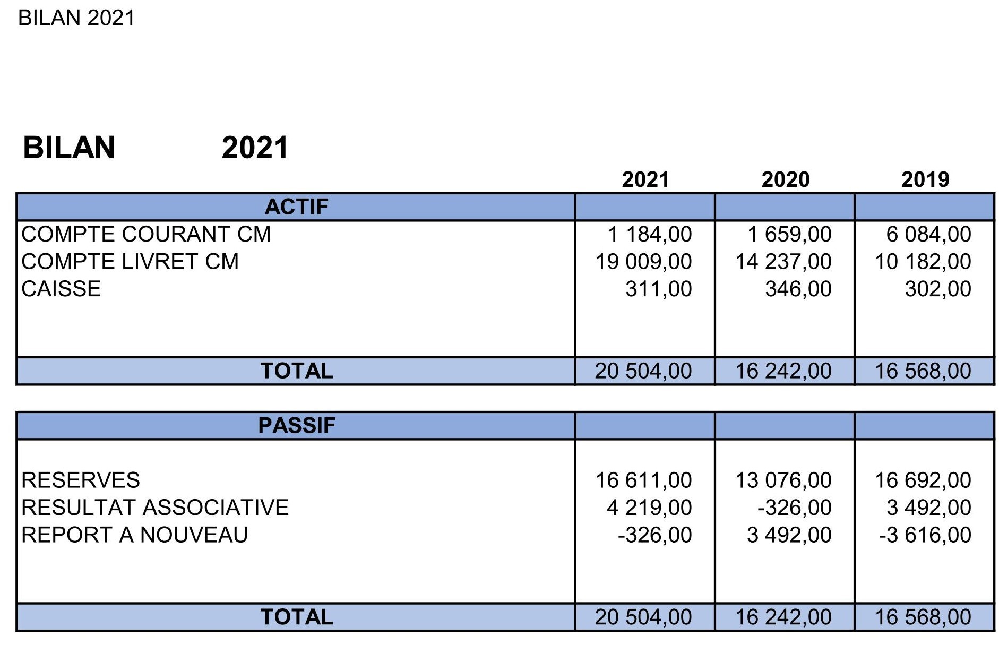 BILAN 2021
BILAN 2021
2021 2020 2019
ACTIF
COMPTE COURANT CM 1 184,00 1 659,00 6 084,00
COMPTE LIVRET CM 19 009,00 14 237,00 10 182,00
CAISSE 311,00 346,00 302,00
TOTAL 20 504,00 16 242,00 16 568,00
PASSIF
RESERVES 16 611,00 13 076,00 16 692,00
RESULTAT ASSOCIATIVE 4 219,00 -326,00 3 492,00
REPORT A NOUVEAU -326,00 3 492,00 -3 616,00
TOTAL 20 504,00 16 242,00 16 568,00